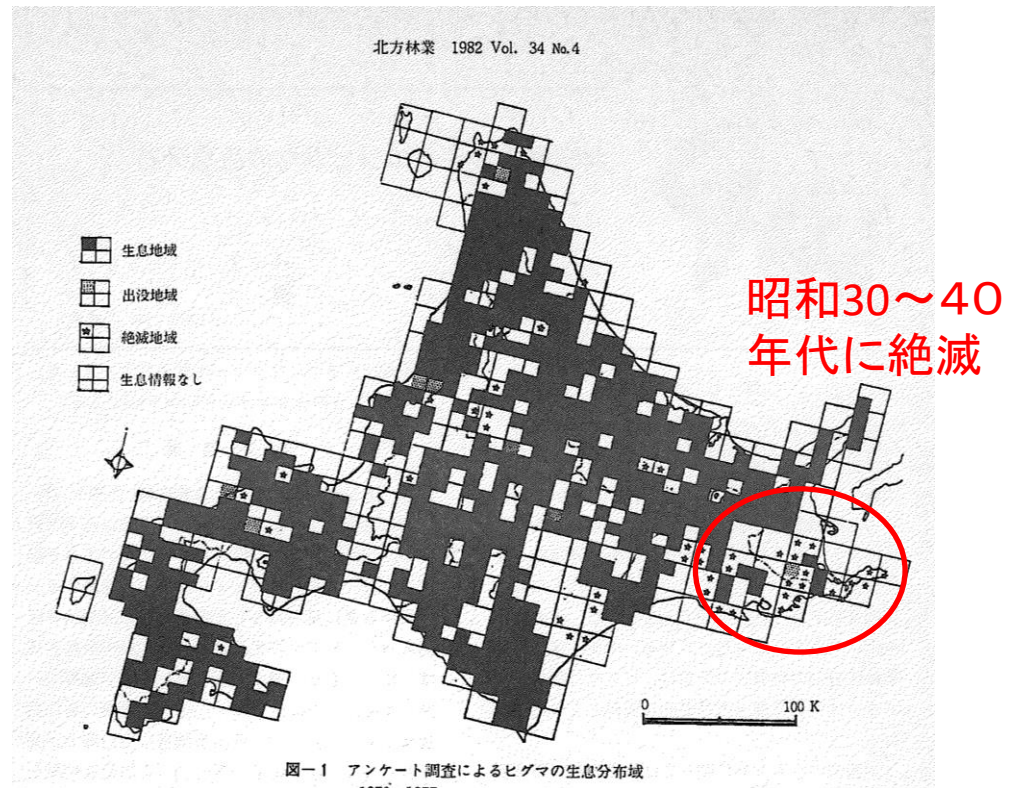 北方林業 1982 Vol. 34 No.4
生息地域
出没地域
絶滅地域
生息情報なし
昭和30～40
年代に絶滅
0 100 K
図－1 アンケート調査によるヒグマの生息分布域